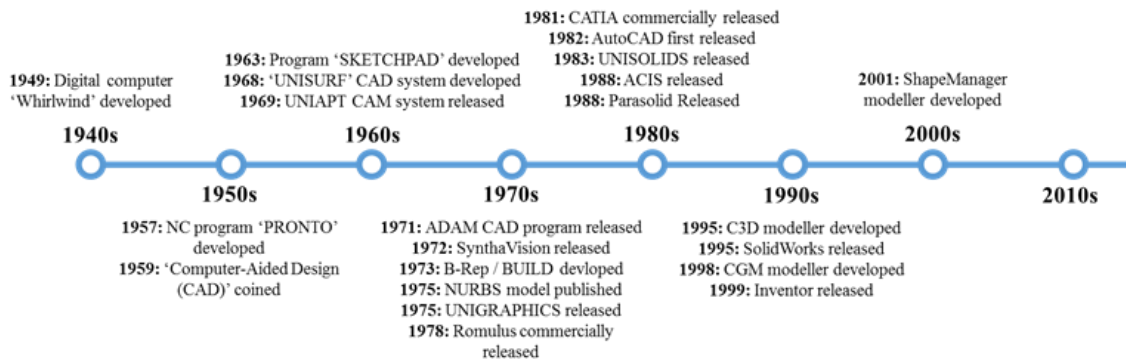 1949: Digital computer
'Whirlwind' developed
1940s
1950s
1957: NC program ‘PRONTO’
developed
1959: ‘Computer-Aided Design
(CAD)’ coined
1963: Program ‘SKETCHPAD’ developed
1968: ‘UNISURF’ CAD system developed
1969: UNIAPT CAM system released
1960s
1970s
1971: ADAM CAD program released
1972: SynthaVision released
1973: B-Rep / BUILD devloped
1975: NURBS model published
1975: UNIGRAPHICS released
1978: Romulus commercially
released
1981: CATIA commercially released
1982: AutoCAD first released
1983: UNISOLIDS released
1988: ACIS released
1988: Parasolid Released
1980s
1990s
1995: C3D modeller developed
1995: SolidWorks released
1998: CGM modeller developed
1999: Inventor released
2001: ShapeManager
modeller developed
2000s
2010s